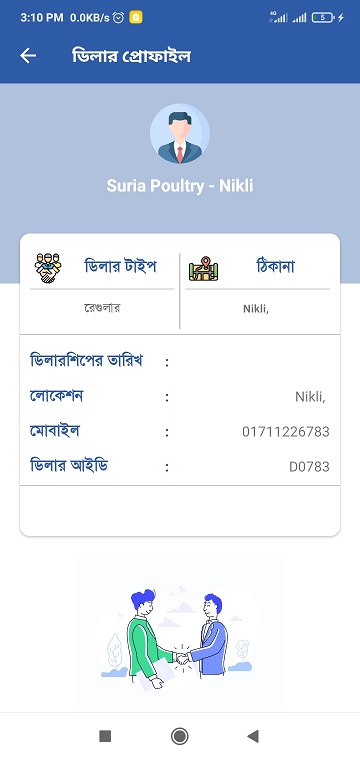 3:10 PM 0.0KB/s 4G 5
ডিলার প্রোফাইল
Suria Poultry - Nikli
ডিলার টাইপ ঠিকানা
রেগুলার Nikli,
ডিলারশিপের তারিখ :
লোকেশন : Nikli,
মোবাইল : 01711226783
ডিলার আইডি : D0783